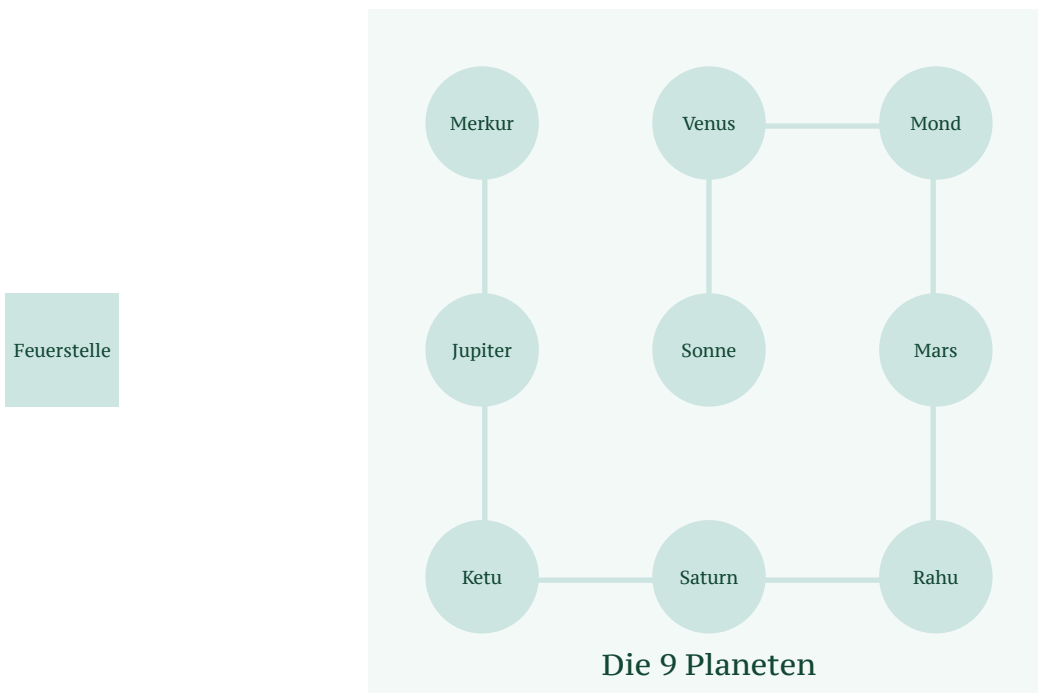 Merkur
Venus
Mond
Feuerstelle
Jupiter
Sonne
Mars
Ketu
Saturn
Rahu
Die 9 Planeten